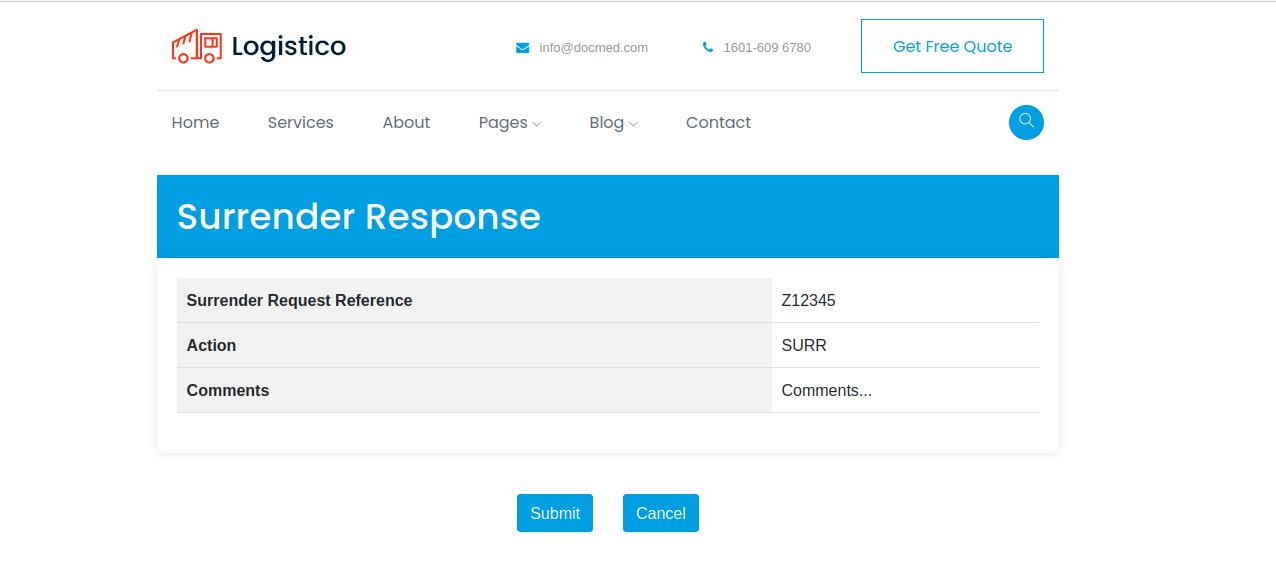 Logistico
info@docmed.com
1601-609 6780
Get Free Quote
Home Services About Pages Blog Contact
Surrender Response
Surrender Request Reference Z12345
Action SURR
Comments Comments...
Submit Cancel